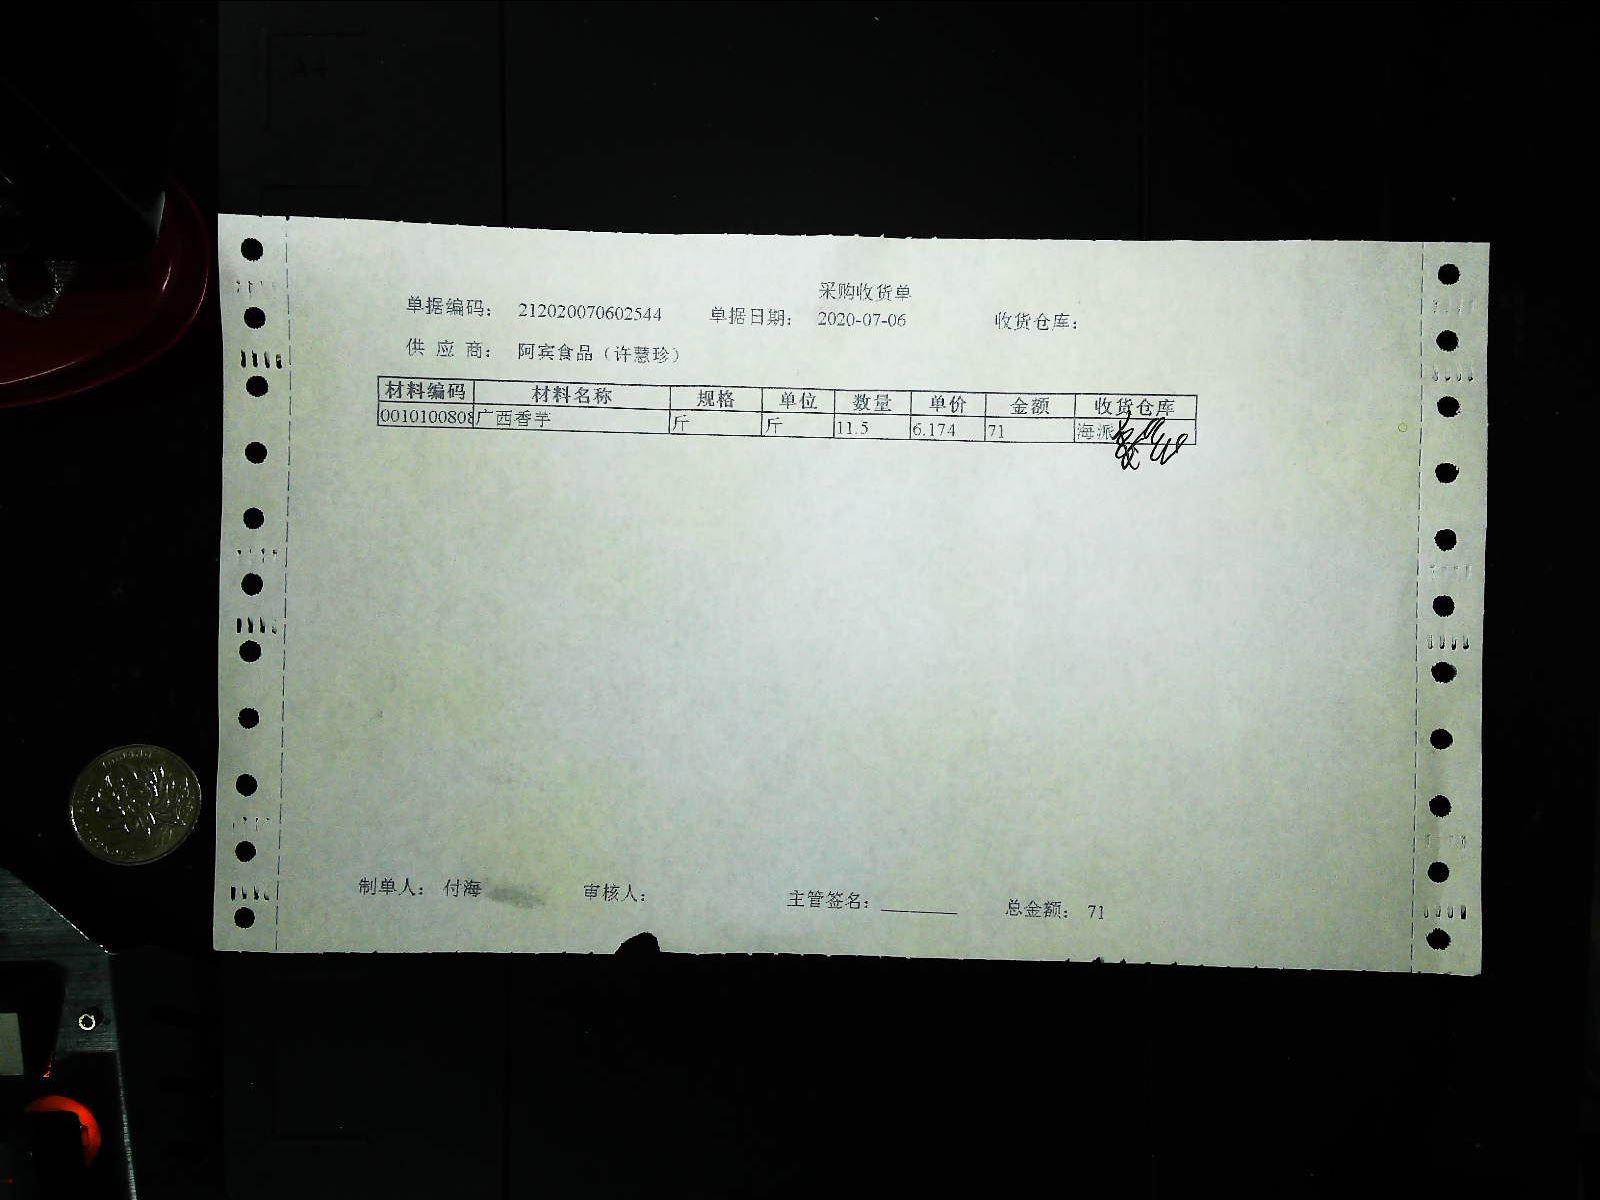 采购收货单
单据编码： 212020070602544 单据日期： 2020-07-06 收货仓库：
供 应 商： 阿宾食品（许慧珍）
材料编码 材料名称 规格 单位 数量 单价 金额 收货仓库
0010100808 广西香芋 斤 斤 11.5 6.174 71 海派
制单人： 付海 审核人： 主管签名： 总金额： 71